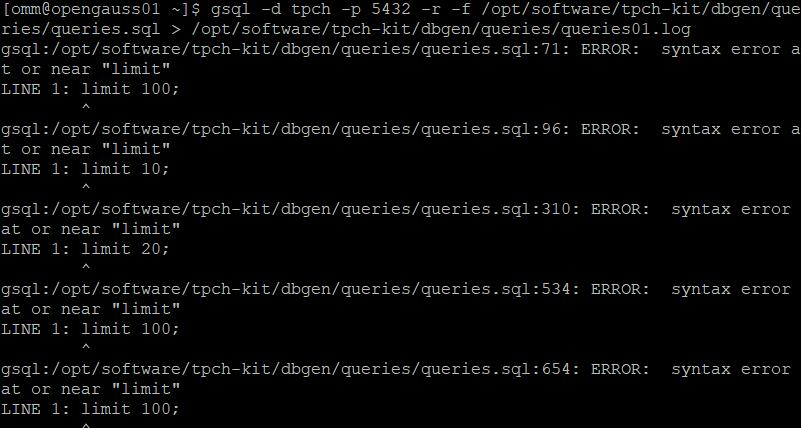 [omm@opengauss01 ~]$ gsql -d tpch -p 5432 -r -f /opt/software/tpch-kit/dbgen/que
ries/queries.sql > /opt/software/tpch-kit/dbgen/queries/queries01.log
gsql:/opt/software/tpch-kit/dbgen/queries/queries.sql:71: ERROR:  syntax error a
t or near "limit"
LINE 1: limit 100;
        ^
gsql:/opt/software/tpch-kit/dbgen/queries/queries.sql:96: ERROR:  syntax error a
t or near "limit"
LINE 1: limit 10;
        ^
gsql:/opt/software/tpch-kit/dbgen/queries/queries.sql:310: ERROR:  syntax error
at or near "limit"
LINE 1: limit 20;
        ^
gsql:/opt/software/tpch-kit/dbgen/queries/queries.sql:534: ERROR:  syntax error
at or near "limit"
LINE 1: limit 100;
        ^
gsql:/opt/software/tpch-kit/dbgen/queries/queries.sql:654: ERROR:  syntax error
at or near "limit"
LINE 1: limit 100;
        ^